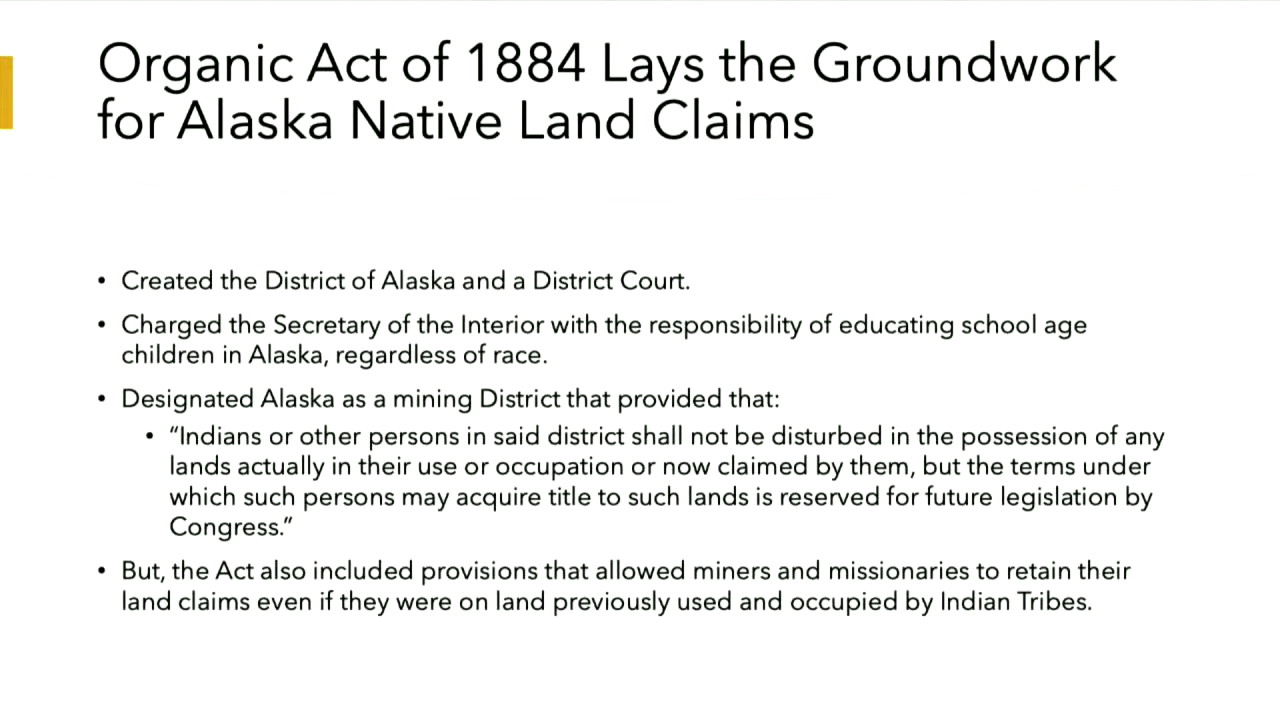 Organic Act of 1884 Lays the Groundwork
for Alaska Native Land Claims
• Created the District of Alaska and a District Court.
• Charged the Secretary of the Interior with the responsibility of educating school age
children in Alaska, regardless of race.
• Designated Alaska as a mining District that provided that:
• “Indians or other persons in said district shall not be disturbed in the possession of any
lands actually in their use or occupation or now claimed by them, but the terms under
which such persons may acquire title to such lands is reserved for future legislation by
Congress.”
• But, the Act also included provisions that allowed miners and missionaries to retain their
land claims even if they were on land previously used and occupied by Indian Tribes.